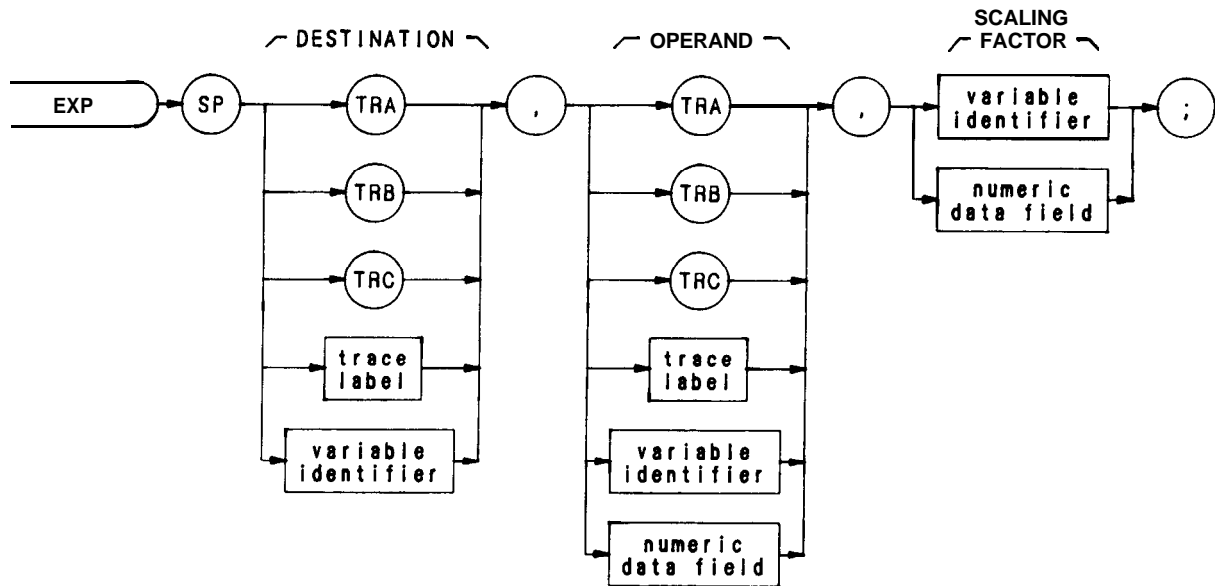 DESTINATION
OPERAND
SCALING
FACTOR
EXP
SP
TRA
,
TRA
,
variable
identifier
;
TRB
TRB
numeric
data field
TRC
TRC
trace
label
trace
label
variable
identifier
variable
identifier
numeric
data field